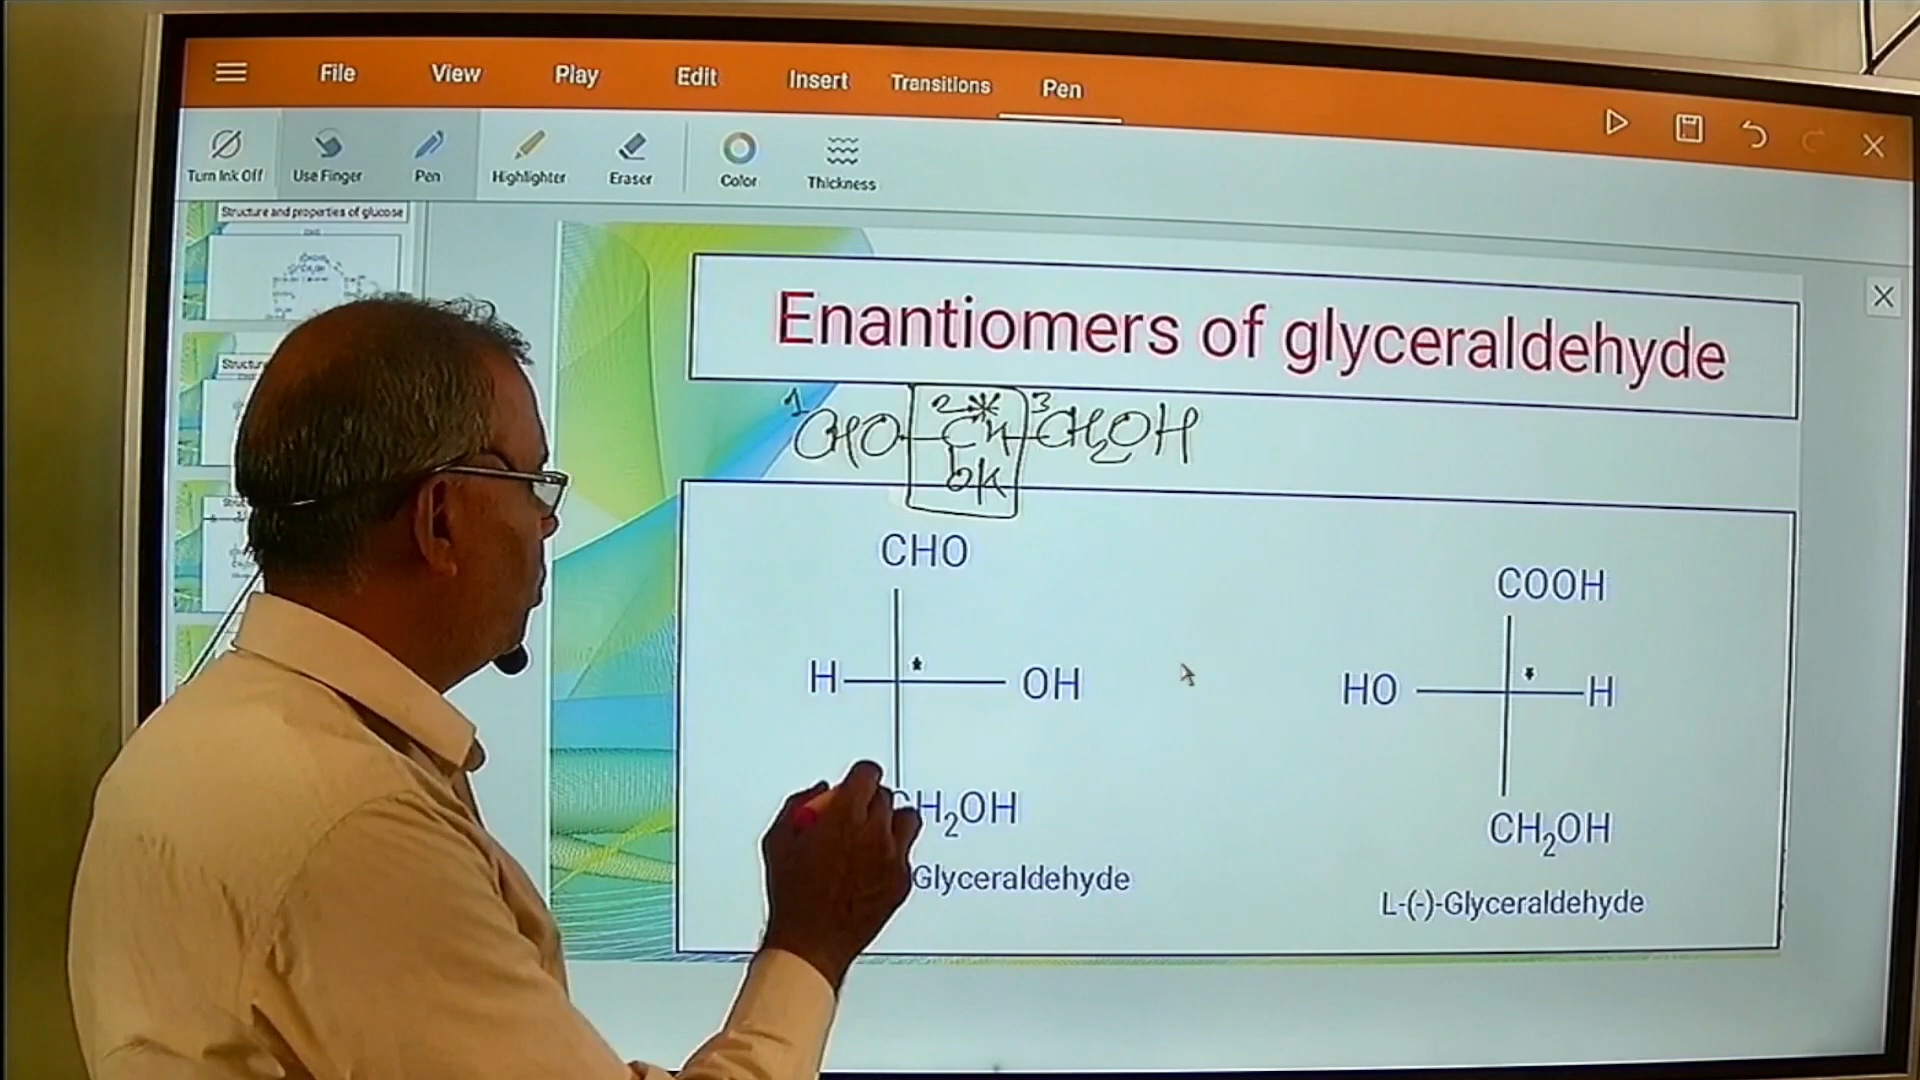 File View Play Edit Insert Transitions Pen
Turn Ink Off Use Finger Pen Highlighter Eraser Color Thickness
Structure and properties of glucose
Enantiomers of glyceraldehyde
1 2 * 3
CHO-CH-CH2OH
OH
CHO
H * OH
CH2OH
Glyceraldehyde
COOH
HO * H
CH2OH
L-(-)-Glyceraldehyde